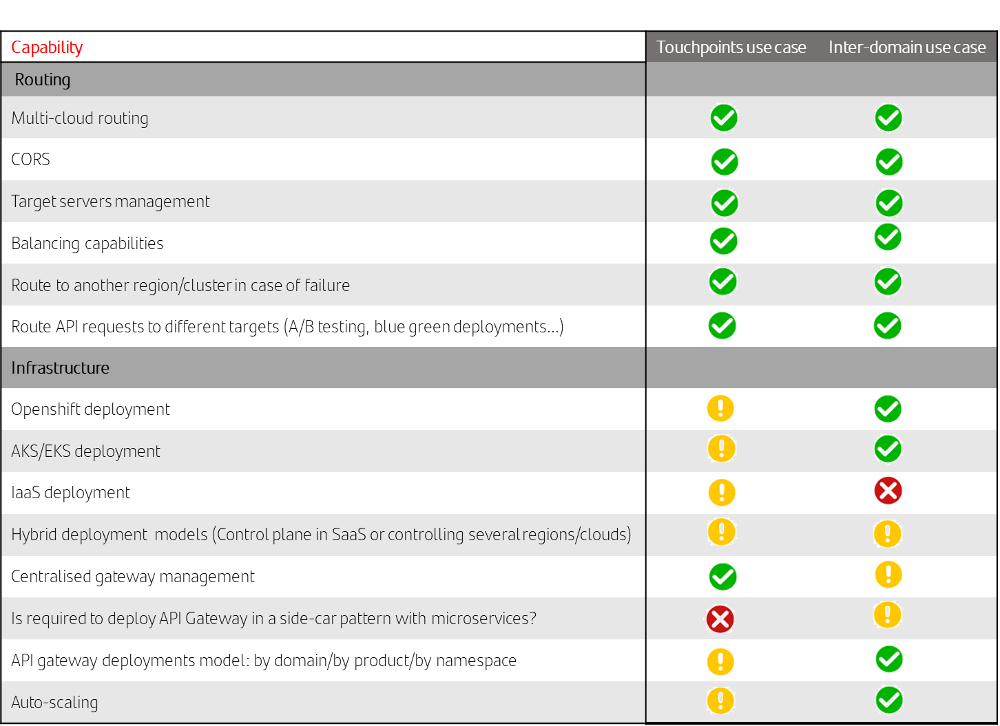 Capability Touchpoints use case Inter-domain use case
Routing
Multi-cloud routing
CORS
Target servers management
Balancing capabilities
Route to another region/cluster in case of failure
Route API requests to different targets (A/B testing, blue green deployments...)
Infrastructure
Openshift deployment
AKS/EKS deployment
IaaS deployment
Hybrid deployment models (Control plane in SaaS or controlling several regions/clouds)
Centralised gateway management
Is required to deploy API Gateway in a side-car pattern with microservices?
API gateway deployments model: by domain/by product/by namespace
Auto-scaling